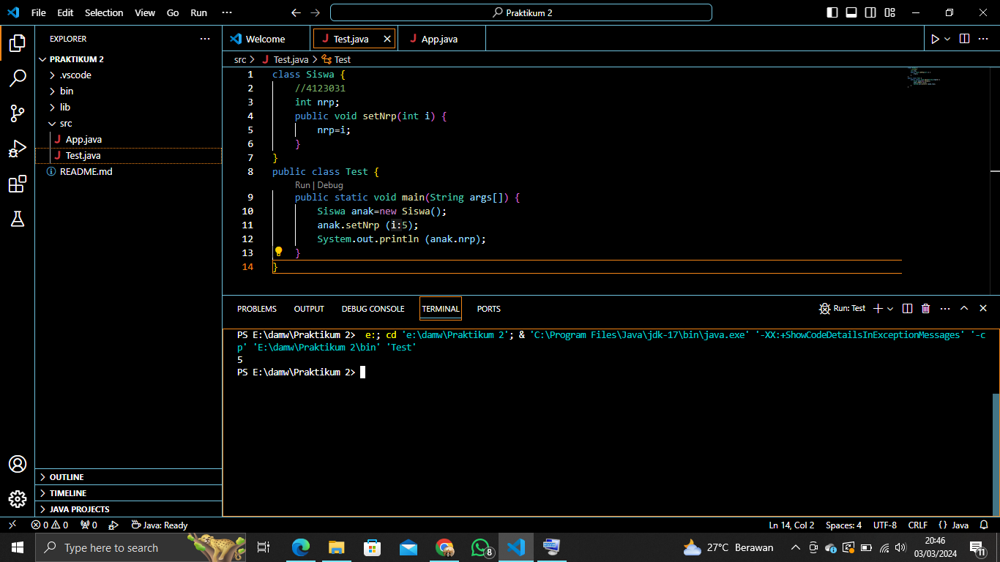 File Edit Selection View Go Run ··· Praktikum 2
EXPLORER ···
PRAKTIKUM 2
.vscode
bin
lib
src
J App.java
J Test.java
README.md
OUTLINE
TIMELINE
JAVA PROJECTS
Welcome J Test.java J App.java
src > J Test.java > Test
1 class Siswa {
2 //4123031
3 int nrp;
4 public void setNrp(int i) {
5 nrp=i;
6 }
7 }
8 public class Test {
Run | Debug
9 public static void main(String args[]) {
10 Siswa anak=new Siswa();
11 anak.setNrp (i:5);
12 System.out.println (anak.nrp);
13 }
14 }
PROBLEMS OUTPUT DEBUG CONSOLE TERMINAL PORTS Run: Test
PS E:\damw\Praktikum 2> e:; cd 'e:\damw\Praktikum 2'; & 'C:\Program Files\Java\jdk-17\bin\java.exe' '-XX:+ShowCodeDetailsInExceptionMessages' '-c
p' 'E:\damw\Praktikum 2\bin' 'Test'
5
PS E:\damw\Praktikum 2>
0 0 0 Java: Ready Ln 14, Col 2 Spaces: 4 UTF-8 CRLF {} Java
Type here to search 8 27°C Berawan 20:46
03/03/2024 11